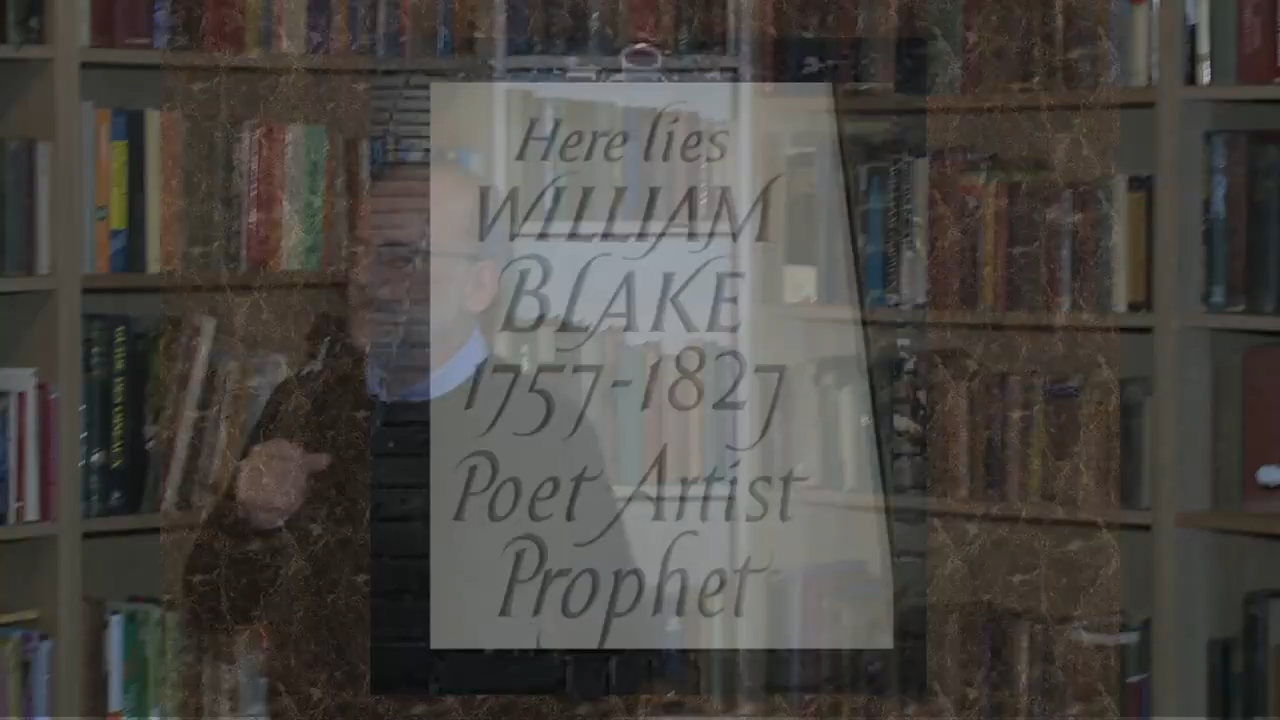 Here lies
WILLIAM
BLAKE
1757-1827
Poet Artist
Prophet